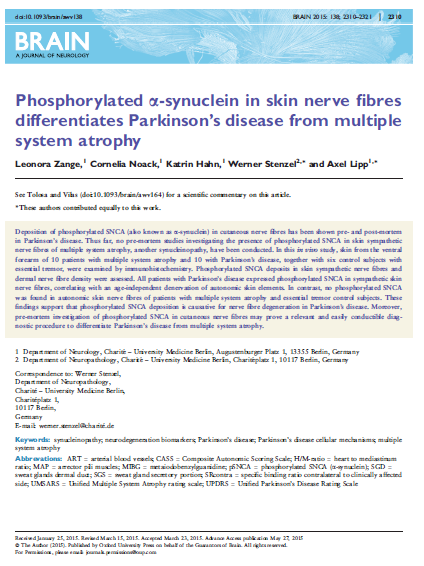 doi:10.1093/brain/awv138
BRAIN 2015: 138; 2310–2321 | 2310
BRAIN
A JOURNAL OF NEUROLOGY
Phosphorylated α-synuclein in skin nerve fibres
differentiates Parkinson's disease from multiple
system atrophy
Leonora Zange,1 Cornelia Noack,1 Katrin Hahn,1 Werner Stenzel2,* and Axel Lipp1,*
See Tolosa and Vilas (doi:10.1093/brain/awv164) for a scientific commentary on this article.
*These authors contributed equally to this work.
Deposition of phosphorylated SNCA (also known as α-synuclein) in cutaneous nerve fibres has been shown pre- and post-mortem
in Parkinson's disease. Thus far, no pre-mortem studies investigating the presence of phosphorylated SNCA in skin sympathetic
nerve fibres of multiple system atrophy, another synucleinopathy, have been conducted. In this in vivo study, skin from the ventral
forearm of 10 patients with multiple system atrophy and 10 with Parkinson's disease, together with six control subjects with
essential tremor, were examined by immunohistochemistry. Phosphorylated SNCA deposits in skin sympathetic nerve fibres and
dermal nerve fibre density were assessed. All patients with Parkinson's disease expressed phosphorylated SNCA in sympathetic skin
nerve fibres, correlating with an age-independent denervation of autonomic skin elements. In contrast, no phosphorylated SNCA
was found in autonomic skin nerve fibres of patients with multiple system atrophy and essential tremor control subjects. These
findings support that phosphorylated SNCA deposition is causative for nerve fibre degeneration in Parkinson's disease. Moreover,
pre-mortem investigation of phosphorylated SNCA in cutaneous nerve fibres may prove a relevant and easily conductible diag-
nostic procedure to differentiate Parkinson's disease from multiple system atrophy.
1 Department of Neurology, Charité – University Medicine Berlin, Augustenburger Platz 1, 13355 Berlin, Germany
2 Department of Neuropathology, Charité – University Medicine Berlin, Charitéplatz 1, 10117 Berlin, Germany
Correspondence to: Werner Stenzel,
Department of Neuropathology,
Charité – University Medicine Berlin,
Charitéplatz 1,
10117 Berlin,
Germany
E-mail: werner.stenzel@charité.de
Keywords: synucleinopathy; neurodegeneration biomarkers; Parkinson's disease; Parkinson's disease cellular mechanisms; multiple
system atrophy
Abbreviations: ART = arterial blood vessels; CASS = Composite Autonomic Scoring Scale; H/M-ratio = heart to mediastinum
ratio; MAP = arrector pili muscles; MIBG = metaiodobenzylguanidine; pSNCA = phosphorylated SNCA (α-synuclein); SGD =
sweat glands dermal duct; SGS = sweat gland secretory portion; SRcontra = specific binding ratio contralateral to clinically affected
side; UMSARS = Unified Multiple System Atrophy rating scale; UPDRS = Unified Parkinson's Disease Rating Scale
Received January 25, 2015. Revised March 15, 2015. Accepted March 23, 2015. Advance Access publication May 27, 2015
© The Author (2015). Published by Oxford University Press on behalf of the Guarantors of Brain. All rights reserved.
For Permissions, please email: journals.permissions@oup.com